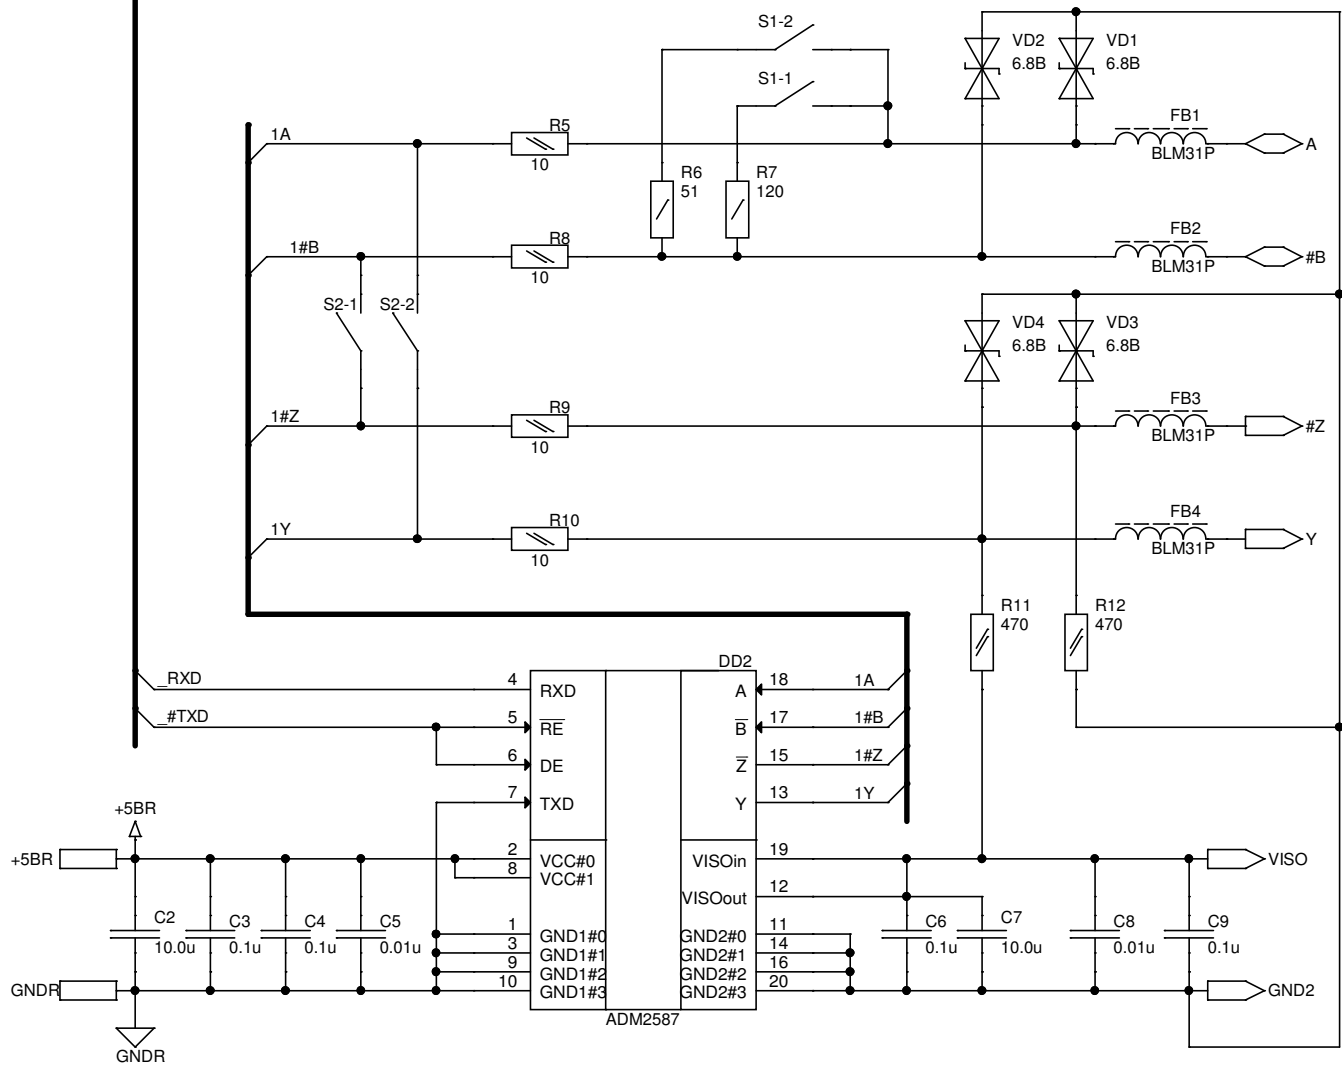 S1-2
VD2
6.8B
VD1
6.8B
S1-1
FB1
BLM31P
A
1A
R5
10
R6
51
R7
120
1#B
R8
10
FB2
BLM31P
#B
S2-1
S2-2
VD4
6.8B
VD3
6.8B
FB3
BLM31P
#Z
1#Z
R9
10
1Y
R10
10
FB4
BLM31P
Y
R11
470
R12
470
DD2
_RXD
4
RXD
A
18
1A
_#TXD
5
RE
B
17
1#B
6
DE
Z
15
1#Z
7
TXD
Y
13
1Y
+5BR
+5BR
2
VCC#0
VISOin
19
VISO
8
VCC#1
VISOout
12
C2
10.0u
C3
0.1u
C4
0.1u
C5
0.01u
1
GND1#0
GND2#0
11
3
GND1#1
GND2#1
14
9
GND1#2
GND2#2
16
10
GND1#3
GND2#3
20
C6
0.1u
C7
10.0u
C8
0.01u
C9
0.1u
GNDR
GND2
ADM2587
GNDR